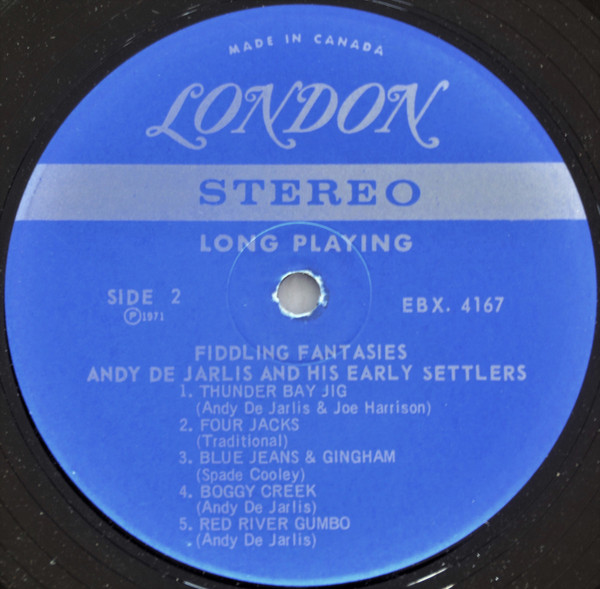 MADE IN CANADA
LONDON
STEREO
LONG PLAYING
SIDE 2
EBX. 4167
℗1971
FIDDLING FANTASIES
ANDY DE JARLIS AND HIS EARLY SETTLERS
1. THUNDER BAY JIG
(Andy De Jarlis & Joe Harrison)
2. FOUR JACKS
(Traditional)
3. BLUE JEANS & GINGHAM
(Spade Cooley)
4. BOGGY CREEK
(Andy De Jarlis)
5. RED RIVER GUMBO
(Andy De Jarlis)